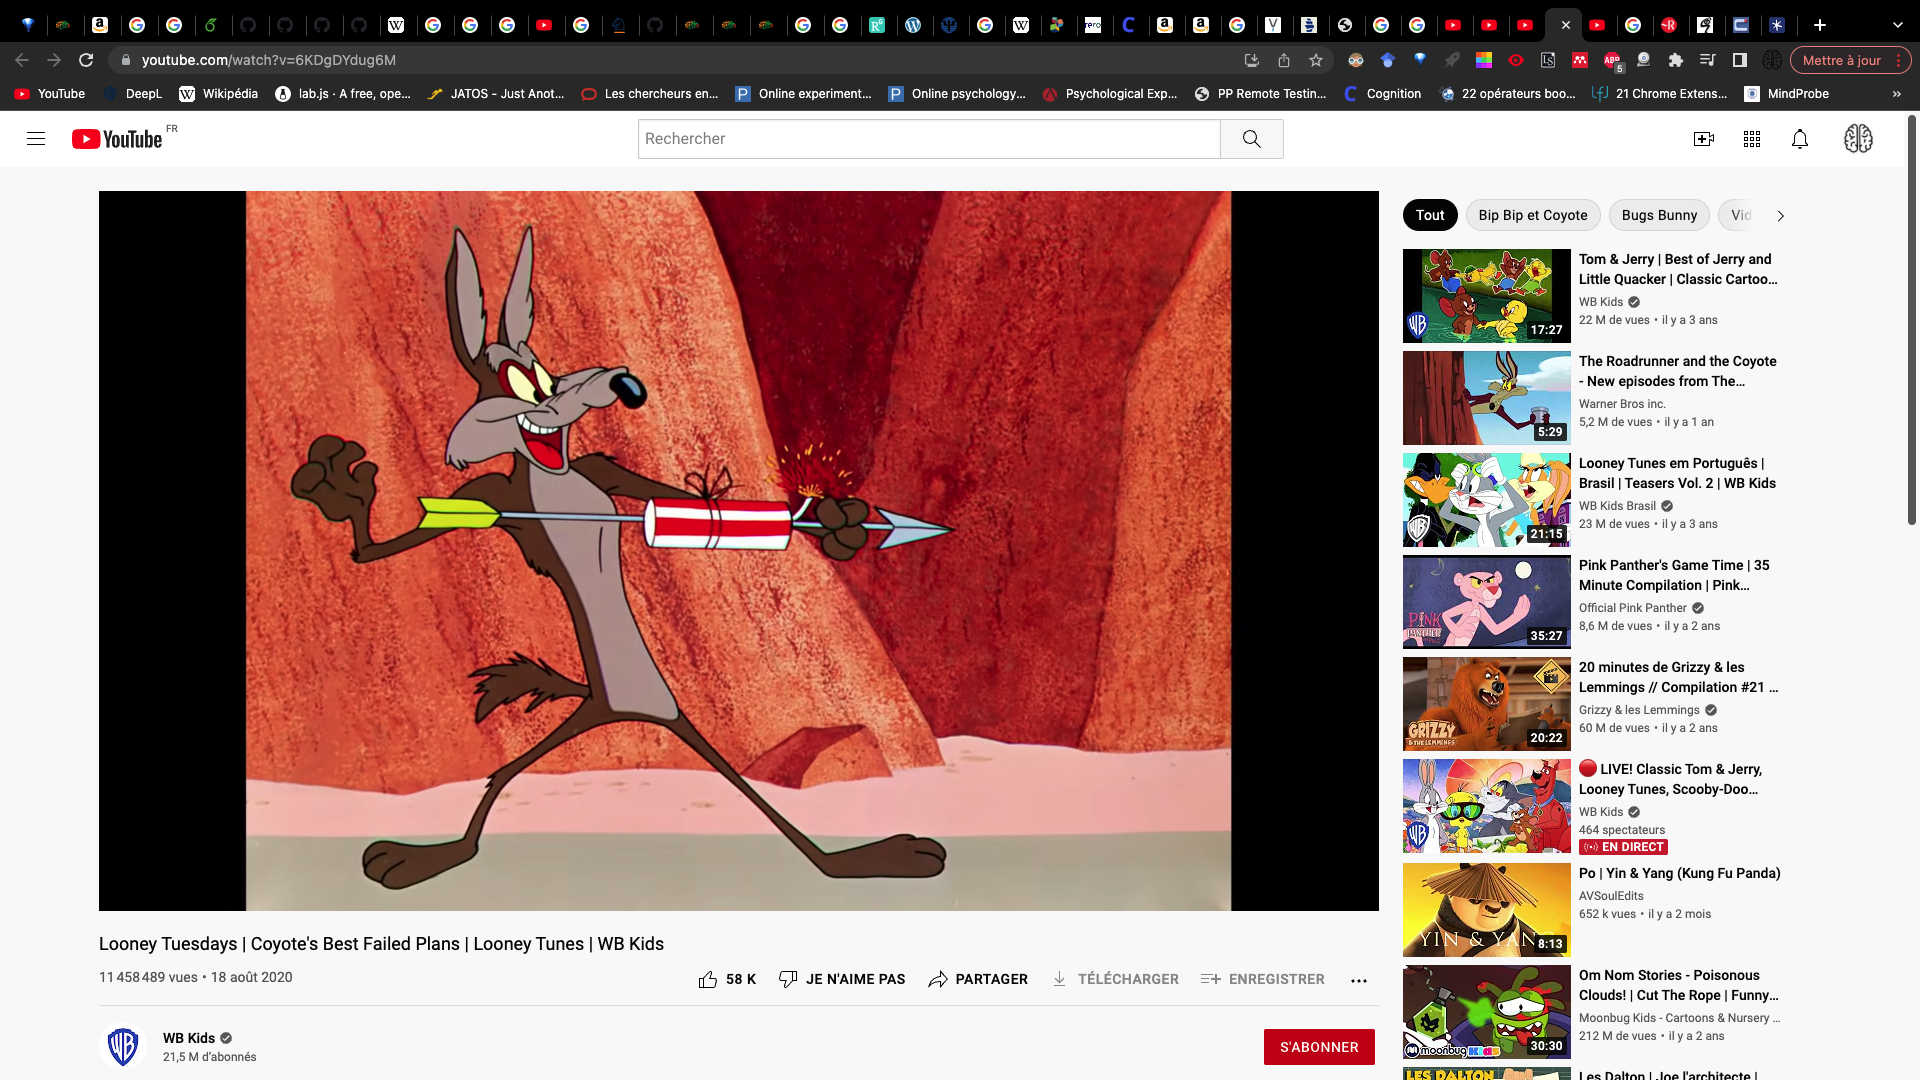 youtube.com/watch?v=6KDgDYdug6M
5
Mettre à jour
YouTube
DeepL
Wikipédia
lab.js · A free, ope...
JATOS - Just Anot...
Les chercheurs en...
Online experiment...
Online psychology...
Psychological Exp...
PP Remote Testin...
Cognition
22 opérateurs boo...
21 Chrome Extens...
MindProbe
»
YouTube FR
Rechercher
Tout
Bip Bip et Coyote
Bugs Bunny
Vid
17:27
Tom & Jerry | Best of Jerry and
Little Quacker | Classic Cartoo...
WB Kids
22 M de vues • il y a 3 ans
5:29
The Roadrunner and the Coyote
- New episodes from The...
Warner Bros inc.
5,2 M de vues • il y a 1 an
21:15
Looney Tunes em Português |
Brasil | Teasers Vol. 2 | WB Kids
WB Kids Brasil
23 M de vues • il y a 3 ans
PINK
PANTHER
35:27
Pink Panther's Game Time | 35
Minute Compilation | Pink...
Official Pink Panther
8,6 M de vues • il y a 2 ans
GRIZZY
& THE LEMMINGS
20:22
20 minutes de Grizzy & les
Lemmings // Compilation #21 ...
Grizzy & les Lemmings
60 M de vues • il y a 2 ans
LIVE! Classic Tom & Jerry,
Looney Tunes, Scooby-Doo...
WB Kids
464 spectateurs
EN DIRECT
YIN & YANG
8:13
Po | Yin & Yang (Kung Fu Panda)
AVSoulEdits
652 k vues • il y a 2 mois
moonbug KIDS
30:30
Om Nom Stories - Poisonous
Clouds! | Cut The Rope | Funny...
Moonbug Kids - Cartoons & Nursery ...
212 M de vues • il y a 2 ans
LES DALTON
Les Dalton | Joe l'architecte |
Looney Tuesdays | Coyote's Best Failed Plans | Looney Tunes | WB Kids
11 458 489 vues • 18 août 2020
58 K
JE N'AIME PAS
PARTAGER
TÉLÉCHARGER
ENREGISTRER
WB Kids
21,5 M d'abonnés
S'ABONNER